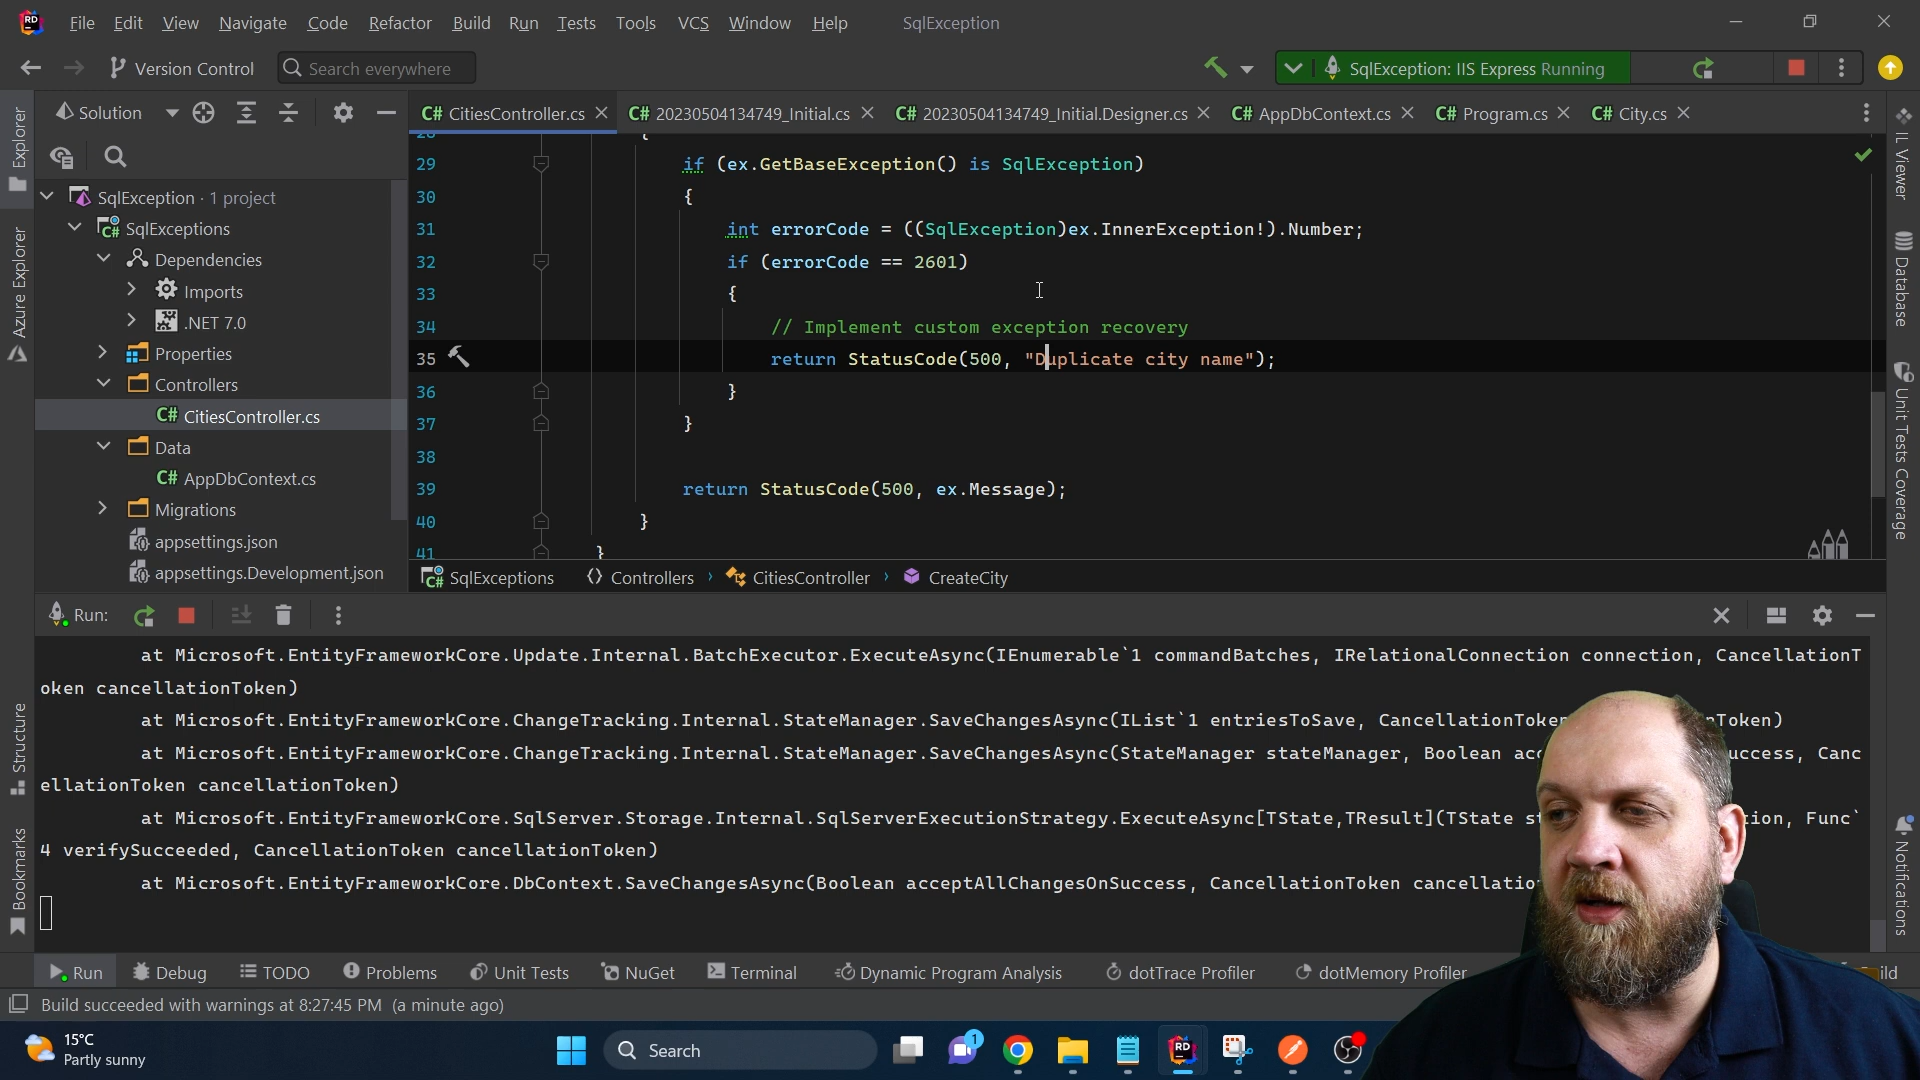 RD File Edit View Navigate Code Refactor Build Run Tests Tools VCS Window Help SqlException
Version Control Search everywhere SqlException: IIS Express Running
Solution
CitiesController.cs 20230504134749_Initial.cs 20230504134749_Initial.Designer.cs AppDbContext.cs Program.cs City.cs
Explorer
Azure Explorer
Structure
Bookmarks
SqlException · 1 project
SqlExceptions
Dependencies
Imports
.NET 7.0
Properties
Controllers
C# CitiesController.cs
Data
C# AppDbContext.cs
Migrations
appsettings.json
appsettings.Development.json
28 {
29 if (ex.GetBaseException() is SqlException)
30 {
31 int errorCode = ((SqlException)ex.InnerException!).Number;
32 if (errorCode == 2601)
33 {
34 // Implement custom exception recovery
35 return StatusCode(500, "Duplicate city name");
36 }
37 }
38
39 return StatusCode(500, ex.Message);
40 }
41 }
SqlExceptions Controllers CitiesController CreateCity
IL Viewer
Database
Unit Tests Coverage
Notifications
Run:
at Microsoft.EntityFrameworkCore.Update.Internal.BatchExecutor.ExecuteAsync(IEnumerable`1 commandBatches, IRelationalConnection connection, CancellationT
oken cancellationToken)
at Microsoft.EntityFrameworkCore.ChangeTracking.Internal.StateManager.SaveChangesAsync(IList`1 entriesToSave, CancellationToken
at Microsoft.EntityFrameworkCore.ChangeTracking.Internal.StateManager.SaveChangesAsync(StateManager stateManager, Boolean Canc
ellationToken cancellationToken)
at Microsoft.EntityFrameworkCore.SqlServer.Storage.Internal.SqlServerExecutionStrategy.ExecuteAsync[TState,TResult](TState Func`
4 verifySucceeded, CancellationToken cancellationToken)
at Microsoft.EntityFrameworkCore.DbContext.SaveChangesAsync(Boolean acceptAllChangesOnSuccess, CancellationToken
Run Debug TODO Problems Unit Tests NuGet Terminal Dynamic Program Analysis dotTrace Profiler dotMemory Profiler
Build succeeded with warnings at 8:27:45 PM (a minute ago)
15°C
Partly sunny
Search
1
RD